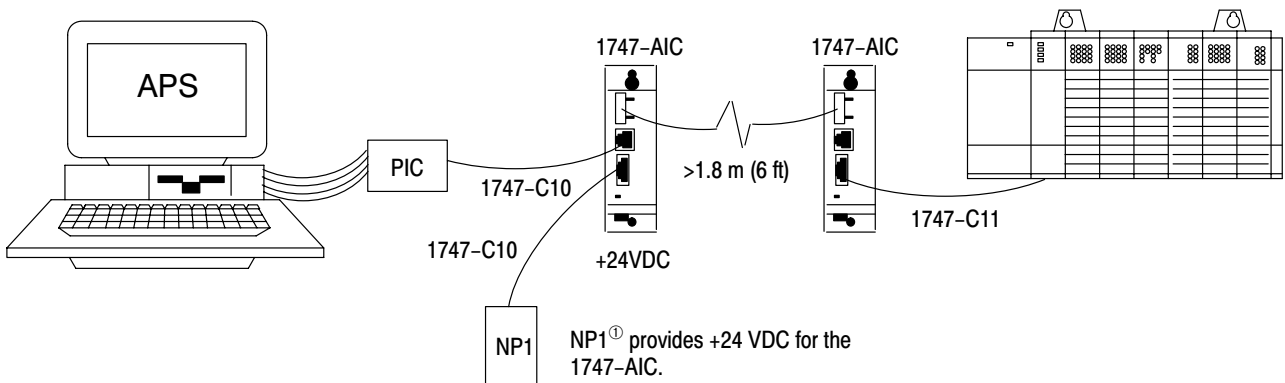 1747–AIC
1747–AIC
APS
PIC
1747–C10
>1.8 m (6 ft)
1747–C11
1747–C10
+24VDC
NP1
NP1① provides +24 VDC for the
1747–AIC.